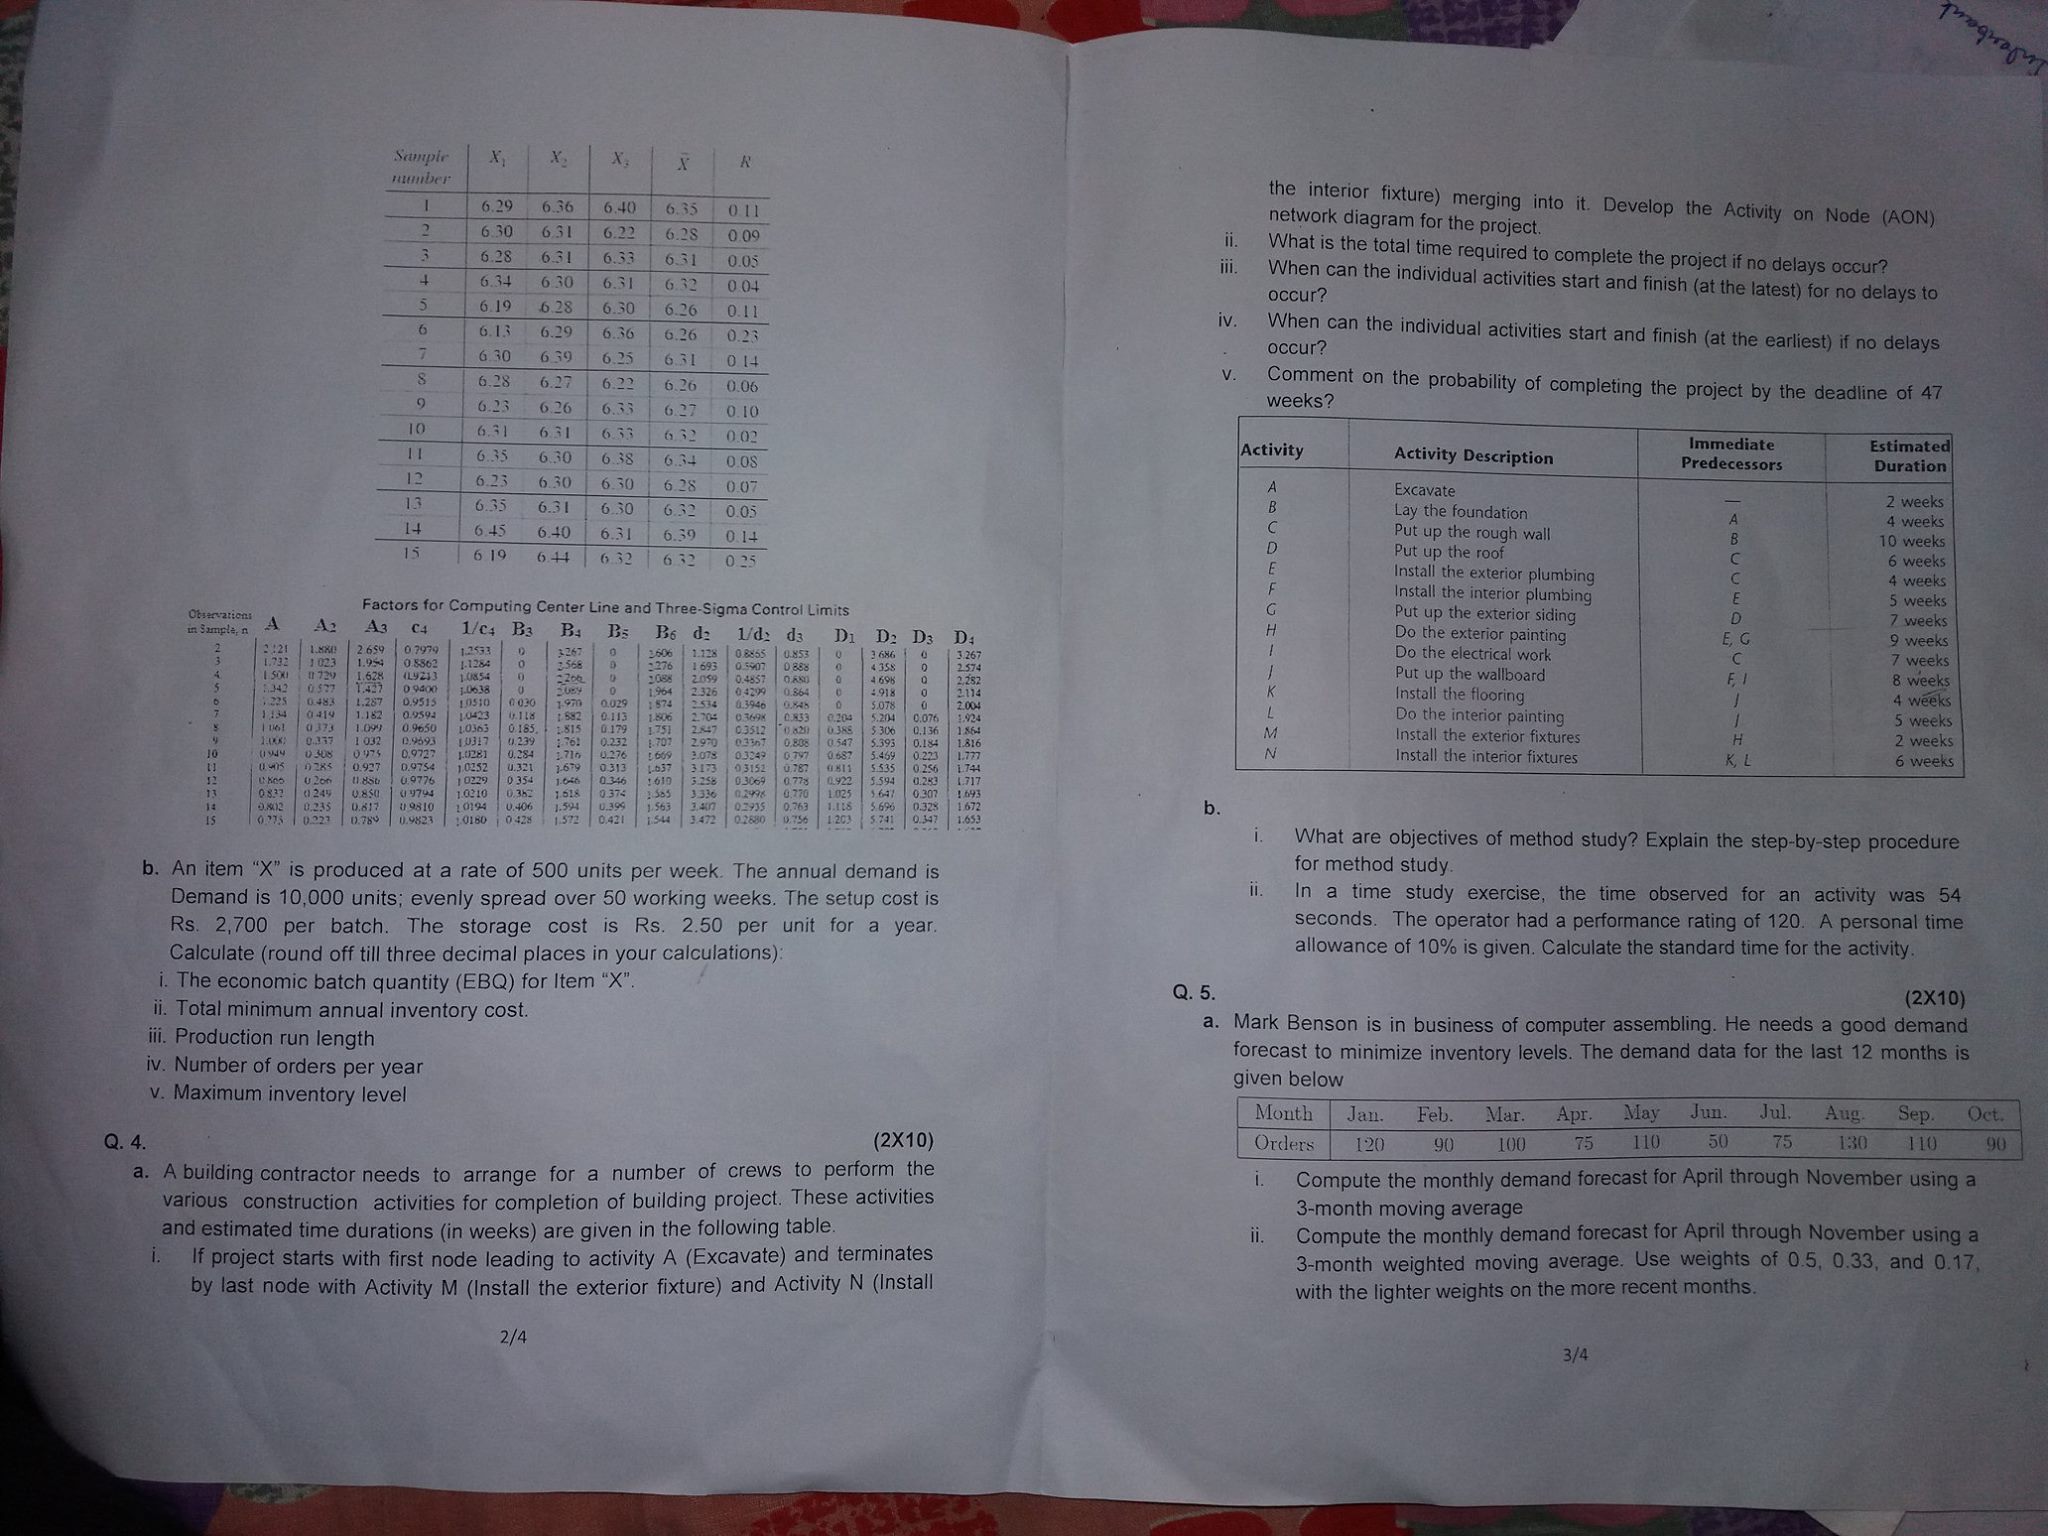 Sample number X₁ X₂ X₃ X̄ R
1 6.29 6.36 6.40 6.35 0.11
2 6.30 6.31 6.22 6.28 0.09
3 6.28 6.31 6.33 6.31 0.05
4 6.34 6.30 6.31 6.32 0.04
5 6.19 6.28 6.30 6.26 0.11
6 6.13 6.29 6.36 6.26 0.23
7 6.30 6.39 6.25 6.31 0.14
8 6.28 6.27 6.22 6.26 0.06
9 6.23 6.26 6.33 6.27 0.10
10 6.31 6.31 6.33 6.32 0.02
11 6.35 6.30 6.38 6.34 0.08
12 6.23 6.30 6.30 6.28 0.07
13 6.35 6.31 6.30 6.32 0.05
14 6.45 6.40 6.31 6.39 0.14
15 6.19 6.44 6.32 6.32 0.25
Factors for Computing Center Line and Three-Sigma Control Limits
Observations in Sample, n A A2 A3 c4 1/c4 B3 B4 B5 B6 d2 1/d2 d3 D1 D2 D3 D4
2 2.121 1.880 2.659 0.7979 1.2533 0 3.267 0 2.606 1.128 0.8865 0.853 0 3.686 0 3.267
3 1.732 1.023 1.954 0.8862 1.1284 0 2.568 0 2.276 1.693 0.5907 0.888 0 4.358 0 2.574
4 1.500 0.729 1.628 0.9213 1.0854 0 2.266 0 2.088 2.059 0.4857 0.880 0 4.698 0 2.282
5 1.342 0.577 1.427 0.9400 1.0638 0 2.089 0 1.964 2.326 0.4299 0.864 0 4.918 0 2.114
6 1.225 0.483 1.287 0.9515 1.0510 0.030 1.970 0.029 1.874 2.534 0.3946 0.848 0 5.078 0 2.004
7 1.134 0.419 1.182 0.9594 1.0423 0.118 1.882 0.113 1.806 2.704 0.3698 0.833 0.204 5.204 0.076 1.924
8 1.061 0.373 1.099 0.9650 1.0363 0.185 1.815 0.179 1.751 2.847 0.3512 0.820 0.388 5.306 0.136 1.864
9 1.000 0.337 1.032 0.9693 1.0317 0.239 1.761 0.232 1.707 2.970 0.3367 0.808 0.547 5.393 0.184 1.816
10 0.949 0.308 0.975 0.9727 1.0281 0.284 1.716 0.276 1.669 3.078 0.3249 0.797 0.687 5.469 0.223 1.777
11 0.905 0.285 0.927 0.9754 1.0252 0.321 1.679 0.313 1.637 3.173 0.3152 0.787 0.811 5.535 0.256 1.744
12 0.866 0.266 0.886 0.9776 1.0229 0.354 1.646 0.346 1.610 3.258 0.3069 0.778 0.922 5.594 0.283 1.717
13 0.832 0.249 0.850 0.9794 1.0210 0.382 1.618 0.374 1.585 3.336 0.2998 0.770 1.025 5.647 0.307 1.693
14 0.802 0.235 0.817 0.9810 1.0194 0.406 1.594 0.399 1.563 3.407 0.2935 0.763 1.118 5.696 0.328 1.672
15 0.775 0.223 0.789 0.9823 1.0180 0.428 1.572 0.421 1.544 3.472 0.2880 0.756 1.203 5.741 0.347 1.653
b. An item “X” is produced at a rate of 500 units per week. The annual demand is
Demand is 10,000 units; evenly spread over 50 working weeks. The setup cost is
Rs. 2,700 per batch. The storage cost is Rs. 2.50 per unit for a year.
Calculate (round off till three decimal places in your calculations):
i. The economic batch quantity (EBQ) for Item “X”.
ii. Total minimum annual inventory cost.
iii. Production run length
iv. Number of orders per year
v. Maximum inventory level
Q. 4. (2X10)
a. A building contractor needs to arrange for a number of crews to perform the
various construction activities for completion of building project. These activities
and estimated time durations (in weeks) are given in the following table.
i. If project starts with first node leading to activity A (Excavate) and terminates
by last node with Activity M (Install the exterior fixture) and Activity N (Install
2/4
the interior fixture) merging into it. Develop the Activity on Node (AON)
network diagram for the project.
ii. What is the total time required to complete the project if no delays occur?
iii. When can the individual activities start and finish (at the latest) for no delays to
occur?
iv. When can the individual activities start and finish (at the earliest) if no delays
occur?
v. Comment on the probability of completing the project by the deadline of 47
weeks?
Activity Activity Description Immediate Predecessors Estimated Duration
A Excavate — 2 weeks
B Lay the foundation A 4 weeks
C Put up the rough wall B 10 weeks
D Put up the roof C 6 weeks
E Install the exterior plumbing C 4 weeks
F Install the interior plumbing E 5 weeks
G Put up the exterior siding D 7 weeks
H Do the exterior painting E, G 9 weeks
I Do the electrical work C 7 weeks
J Put up the wallboard F, I 8 weeks
K Install the flooring J 4 weeks
L Do the interior painting J 5 weeks
M Install the exterior fixtures H 2 weeks
N Install the interior fixtures K, L 6 weeks
b.
i. What are objectives of method study? Explain the step-by-step procedure
for method study.
ii. In a time study exercise, the time observed for an activity was 54
seconds. The operator had a performance rating of 120. A personal time
allowance of 10% is given. Calculate the standard time for the activity.
Q. 5. (2X10)
a. Mark Benson is in business of computer assembling. He needs a good demand
forecast to minimize inventory levels. The demand data for the last 12 months is
given below
Month Jan. Feb. Mar. Apr. May Jun. Jul. Aug. Sep. Oct.
Orders 120 90 100 75 110 50 75 130 110 90
i. Compute the monthly demand forecast for April through November using a
3-month moving average
ii. Compute the monthly demand forecast for April through November using a
3-month weighted moving average. Use weights of 0.5, 0.33, and 0.17,
with the lighter weights on the more recent months.
3/4